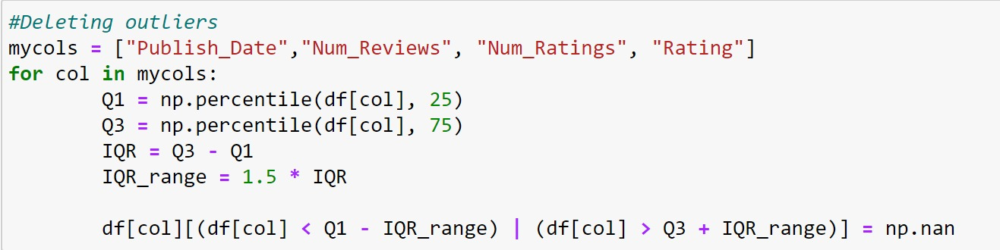 #Deleting outliers
mycols = ["Publish_Date","Num_Reviews", "Num_Ratings", "Rating"]
for col in mycols:
        Q1 = np.percentile(df[col], 25)
        Q3 = np.percentile(df[col], 75)
        IQR = Q3 - Q1
        IQR_range = 1.5 * IQR

        df[col][(df[col] < Q1 - IQR_range) | (df[col] > Q3 + IQR_range)] = np.nan